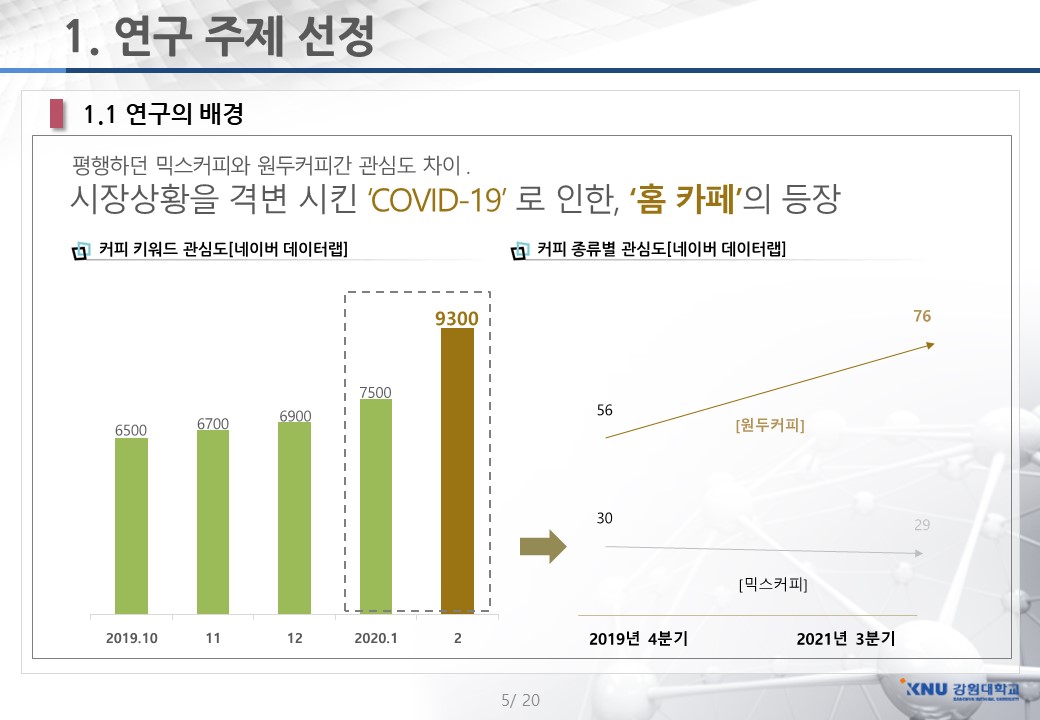 1. 연구 주제 선정
1.1 연구의 배경
평행하던 믹스커피와 원두커피간 관심도 차이.
시장상황을 격변 시킨 ‘COVID-19’ 로 인한, ‘홈 카페’의 등장
커피 키워드 관심도[네이버 데이터랩]
커피 종류별 관심도[네이버 데이터랩]
6500
6700
6900
7500
9300
2019.10
11
12
2020.1
2
76
56
[원두커피]
30
29
[믹스커피]
2019년 4분기
2021년 3분기
KNU 강원대학교
5/ 20